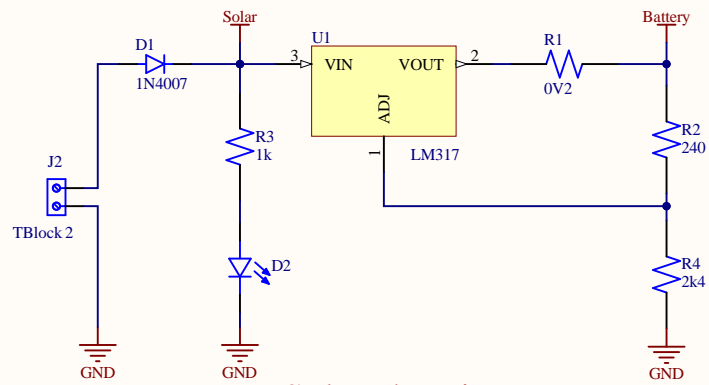 Solar
Battery
D1
U1
R1
3
VIN
VOUT
2
1N4007
0V2
ADJ
R3
1k
R2
240
1
LM317
J2
TBlock 2
D2
R4
2k4
GND
GND
GND